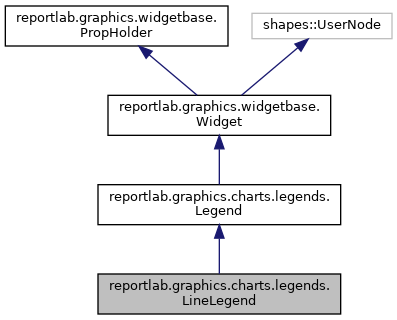 reportlab.graphics.widgetbase.
PropHolder
shapes::UserNode
reportlab.graphics.widgetbase.
Widget
reportlab.graphics.charts.legends.
Legend
reportlab.graphics.charts.legends.
LineLegend